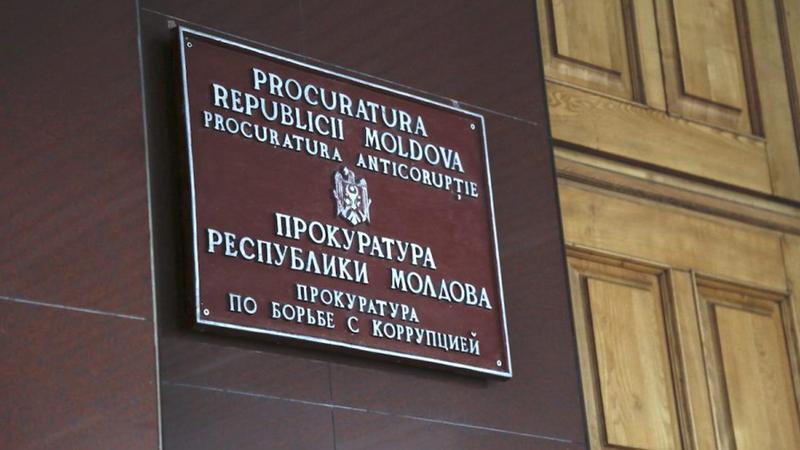 PROCURATURA
REPUBLICII MOLDOVA
PROCURATURA ANTICORUPȚIE
ПРОКУРАТУРА
РЕСПУБЛИКИ МОЛДОВА
ПРОКУРАТУРА
ПО БОРЬБЕ С КОРРУПЦИЕЙ